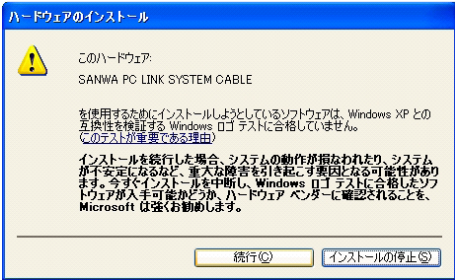 ハードウェアのインストール
このハードウェア:
SANWA PC LINK SYSTEM CABLE
を使用するためにインストールしようとしているソフトウェアは、Windows XP との
互換性を検証する Windows ロゴ テストに合格していません。
(このテストが重要である理由)
インストールを続行した場合、システムの動作が損なわれたり、システム
が不安定になるなど、重大な障害を引き起こす要因となる可能性があり
ます。今すぐインストールを中断し、Windows ロゴ テストに合格したソフ
トウェアが入手可能かどうか、ハードウェア ベンダーに確認されることを、
Microsoft は強くお勧めします。
続行(C)
インストールの停止(S)